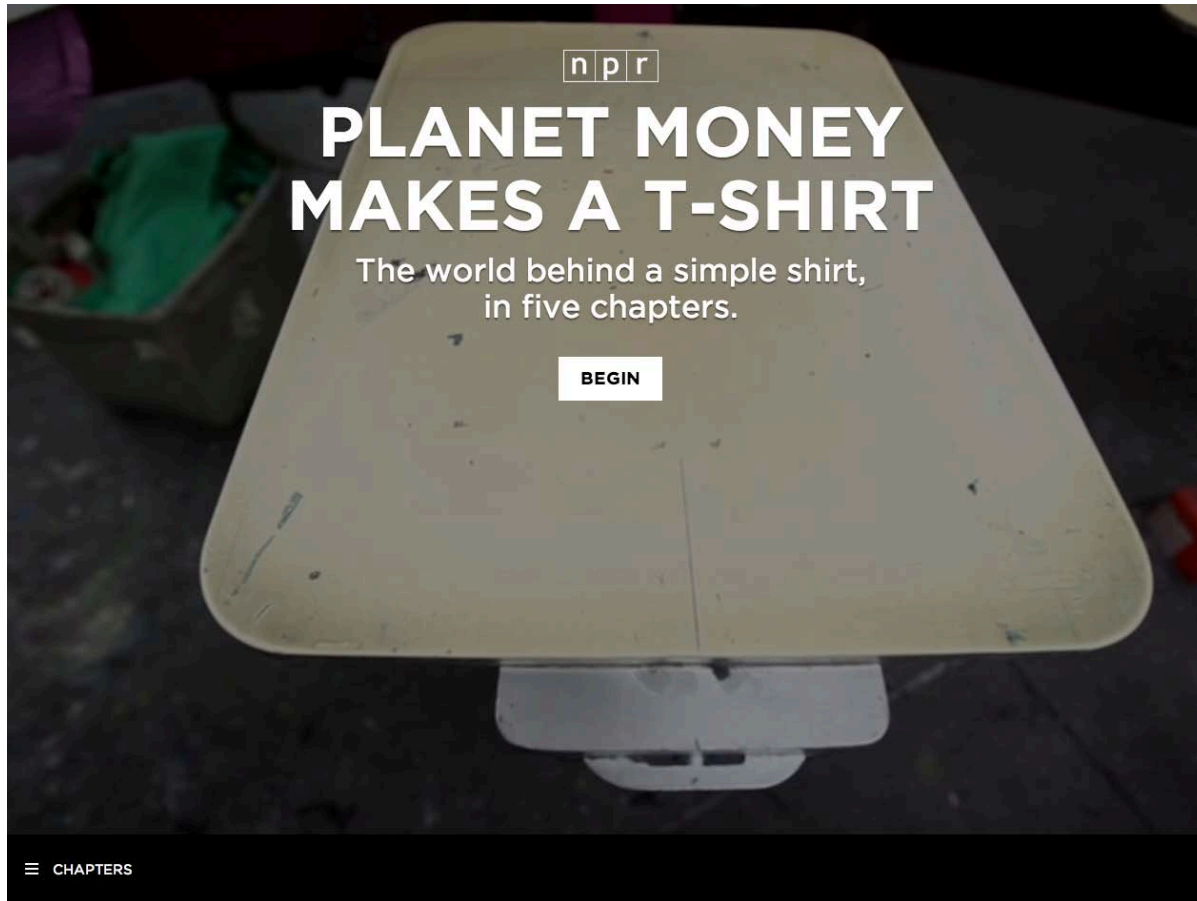 npr
PLANET MONEY
MAKES A T-SHIRT
The world behind a simple shirt,
in five chapters.
BEGIN
☰ CHAPTERS